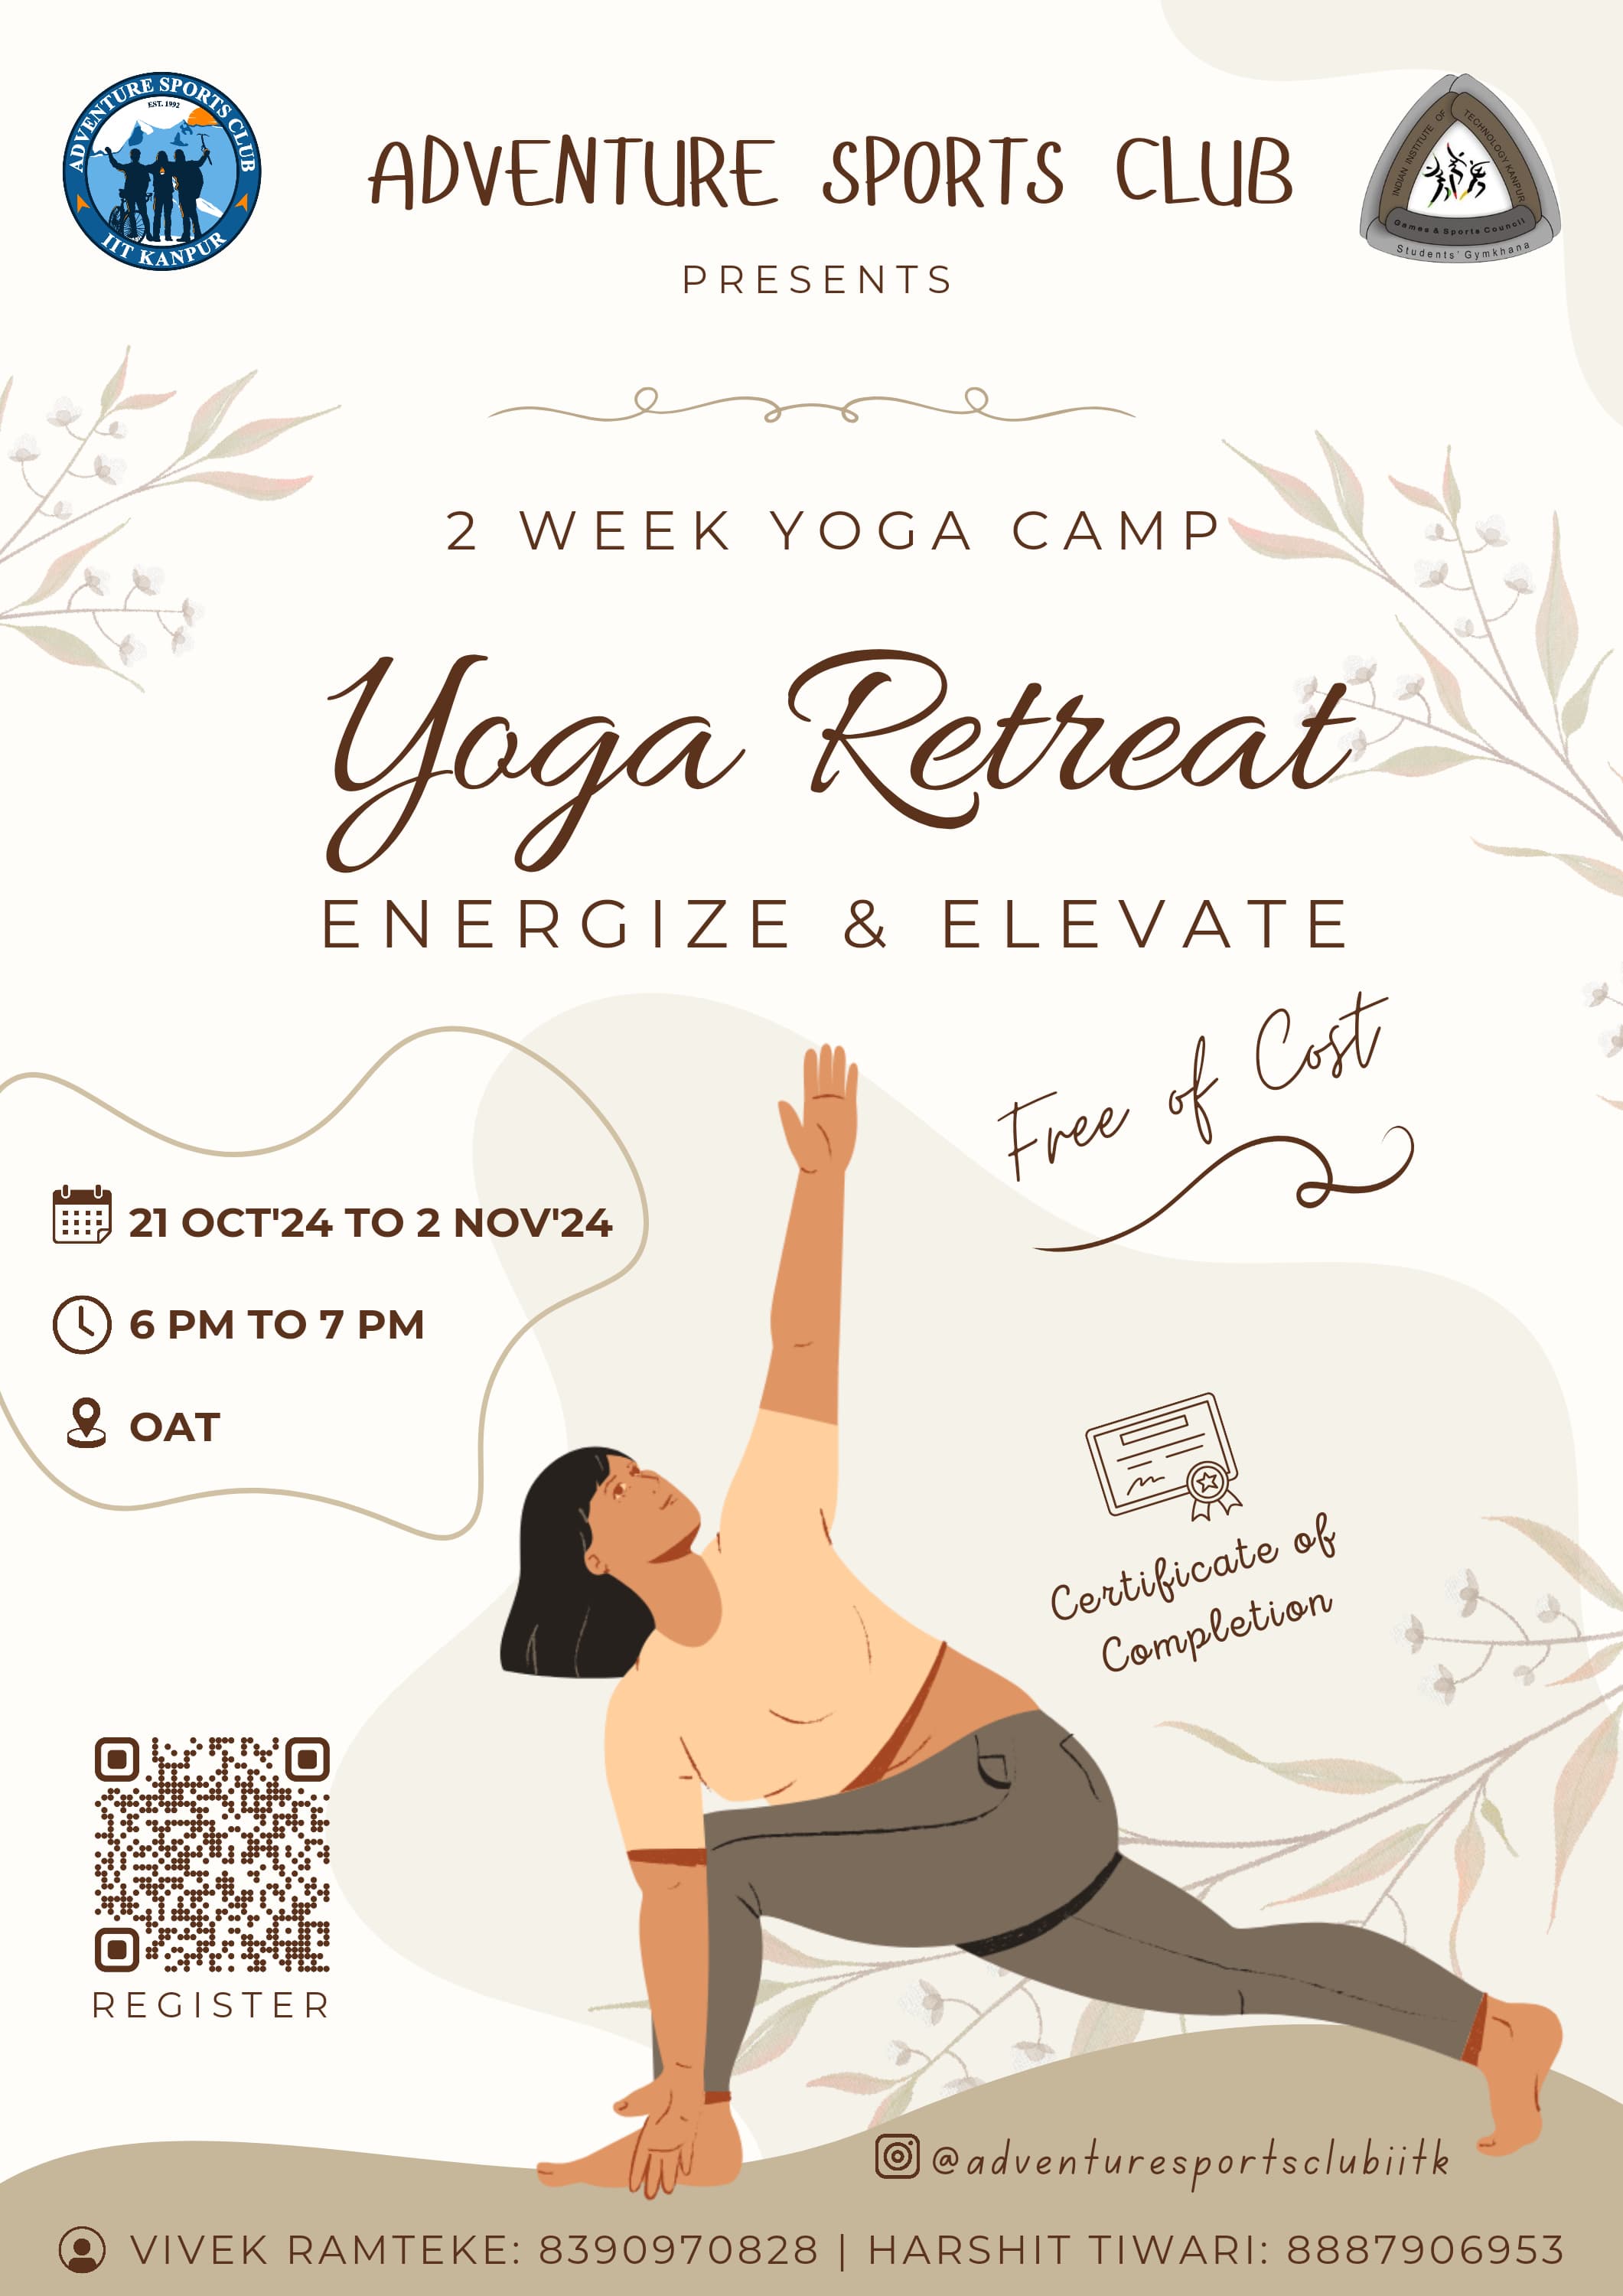 ADVENTURE SPORTS CLUB
EST. 1992
IIT KANPUR
ADVENTURE SPORTS CLUB
INDIAN INSTITUTE OF TECHNOLOGY KANPUR
Games & Sports Council
Students' Gymkhana
PRESENTS
2 WEEK YOGA CAMP
Yoga Retreat
ENERGIZE & ELEVATE
Free of Cost
21 OCT'24 TO 2 NOV'24
6 PM TO 7 PM
OAT
Certificate of
Completion
REGISTER
@adventuresportsclubiitk
VIVEK RAMTEKE: 8390970828 | HARSHIT TIWARI: 8887906953